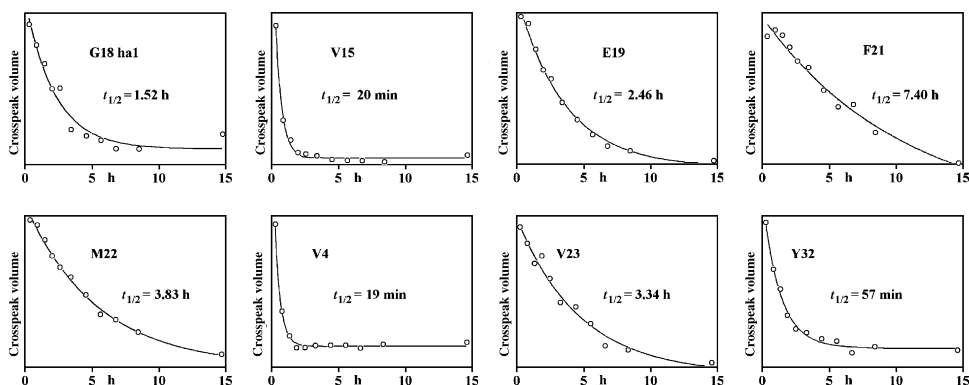 Crosspeak volume
G18 ha1
t1/2 = 1.52 h
0 5 h 10 15
Crosspeak volume
V15
t1/2 = 20 min
0 5 h 10 15
Crosspeak volume
E19
t1/2 = 2.46 h
0 5 h 10 15
Crosspeak volume
F21
t1/2 = 7.40 h
0 5 h 10 15
Crosspeak volume
M22
t1/2 = 3.83 h
0 5 h 10 15
Crosspeak volume
V4
t1/2 = 19 min
0 5 h 10 15
Crosspeak volume
V23
t1/2 = 3.34 h
0 5 h 10 15
Crosspeak volume
Y32
t1/2 = 57 min
0 5 h 10 15